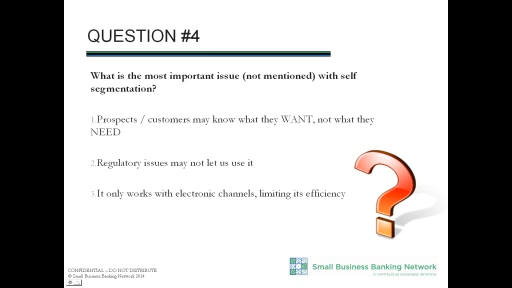 QUESTION #4
What is the most important issue (not mentioned) with self
segmentation?
1.Prospects / customers may know what they WANT, not what they
NEED
2.Regulatory issues may not let us use it
3.It only works with electronic channels, limiting its efficiency
CONFIDENTIAL – DO NOT DISTRIBUTE
© Small Business Banking Network 2014
Small Business Banking Network